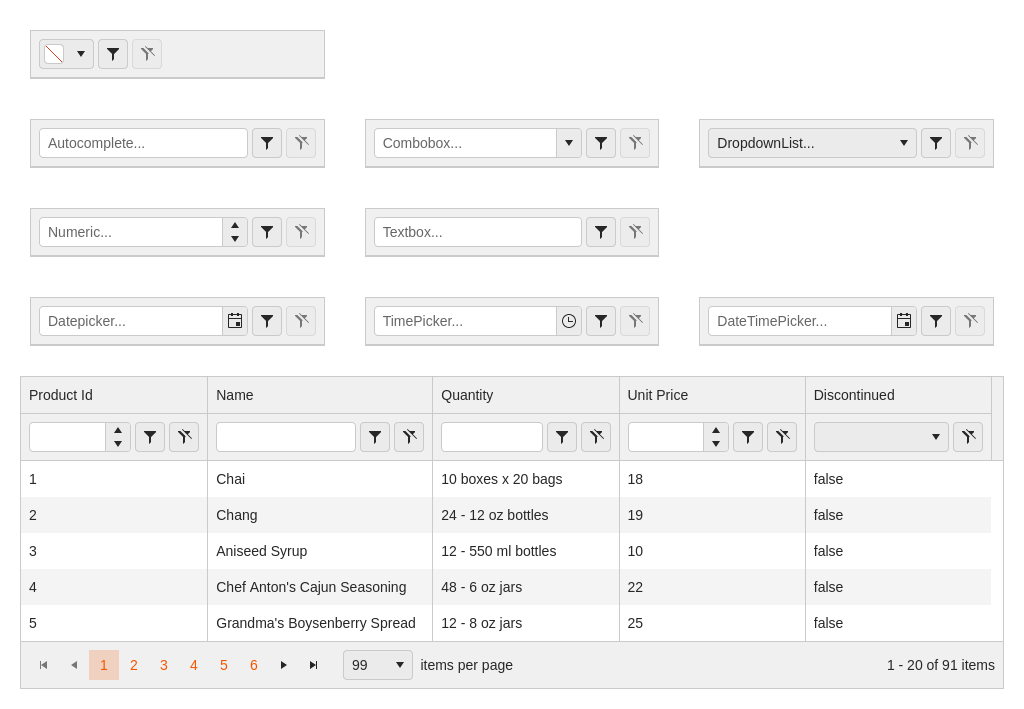 Autocomplete... Combobox... DropdownList...
Numeric... Textbox...
Datepicker... TimePicker... DateTimePicker...
Product Id Name Quantity Unit Price Discontinued
1 Chai 10 boxes x 20 bags 18 false
2 Chang 24 - 12 oz bottles 19 false
3 Aniseed Syrup 12 - 550 ml bottles 10 false
4 Chef Anton's Cajun Seasoning 48 - 6 oz jars 22 false
5 Grandma's Boysenberry Spread 12 - 8 oz jars 25 false
1 2 3 4 5 6 99 items per page 1 - 20 of 91 items